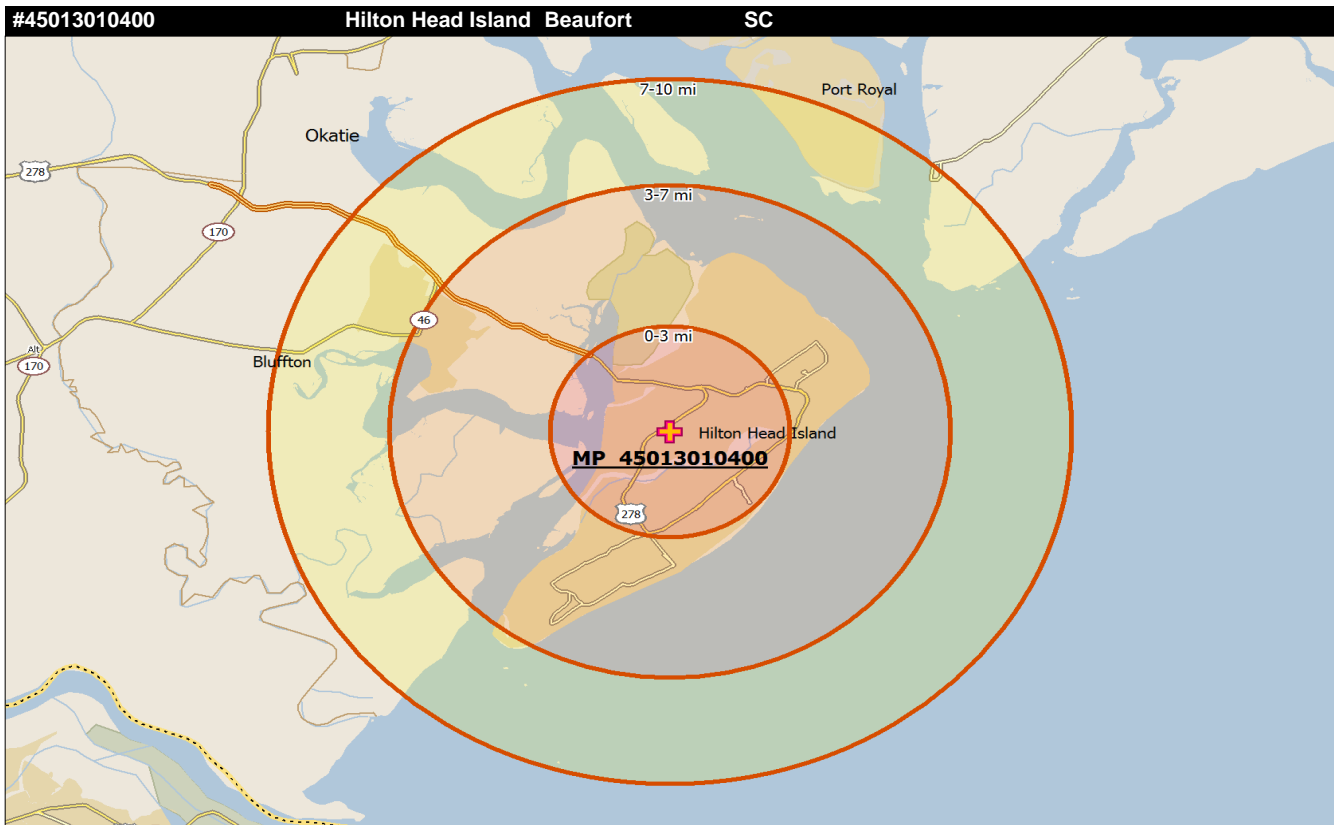 #45013010400 Hilton Head Island Beaufort SC
7-10 mi
Port Royal
Okatie
278
3-7 mi
170
46
0-3 mi
Alt
170
Bluffton
Hilton Head Island
MP 45013010400
278